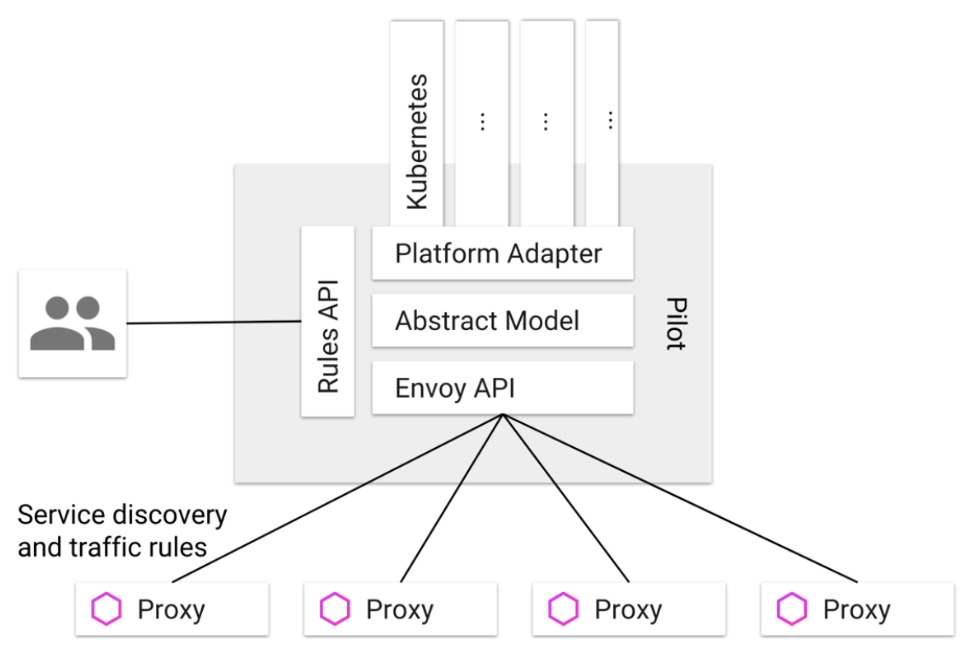 Kubernetes
...
...
...
Platform Adapter
Rules API
Abstract Model
Pilot
Envoy API
Service discovery
and traffic rules
Proxy
Proxy
Proxy
Proxy